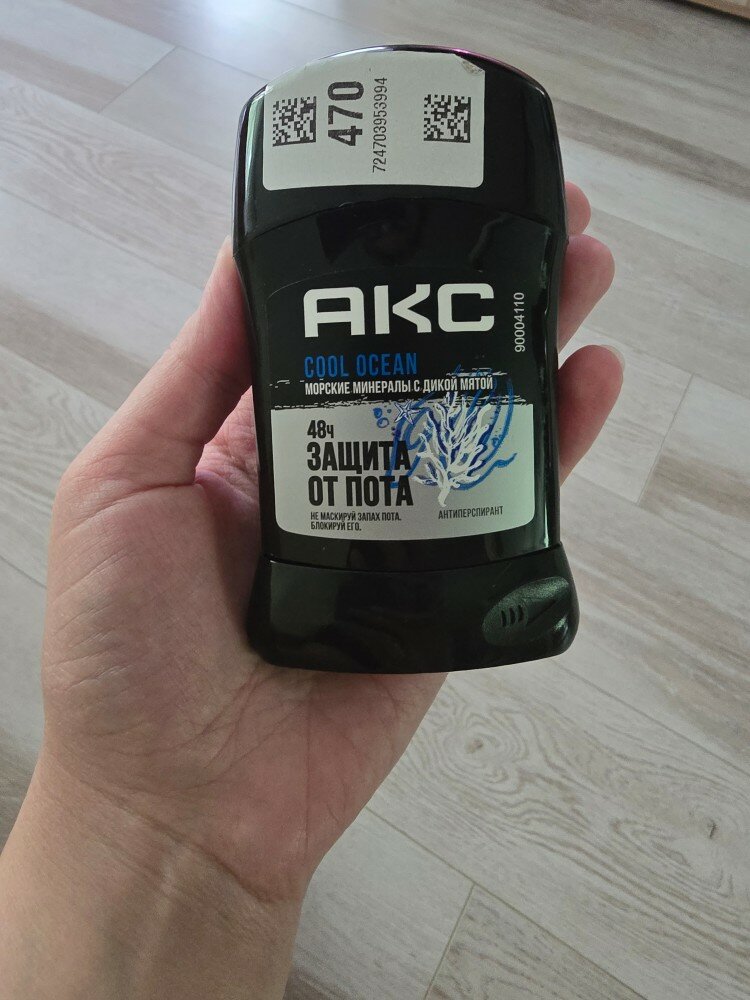 470
724703953994
АКС
90004110
COOL OCEAN
МОРСКИЕ МИНЕРАЛЫ С ДИКОЙ МЯТОЙ
48ч
ЗАЩИТА
ОТ ПОТА
НЕ МАСКИРУЙ ЗАПАХ ПОТА.
БЛОКИРУЙ ЕГО.
АНТИПЕРСПИРАНТ